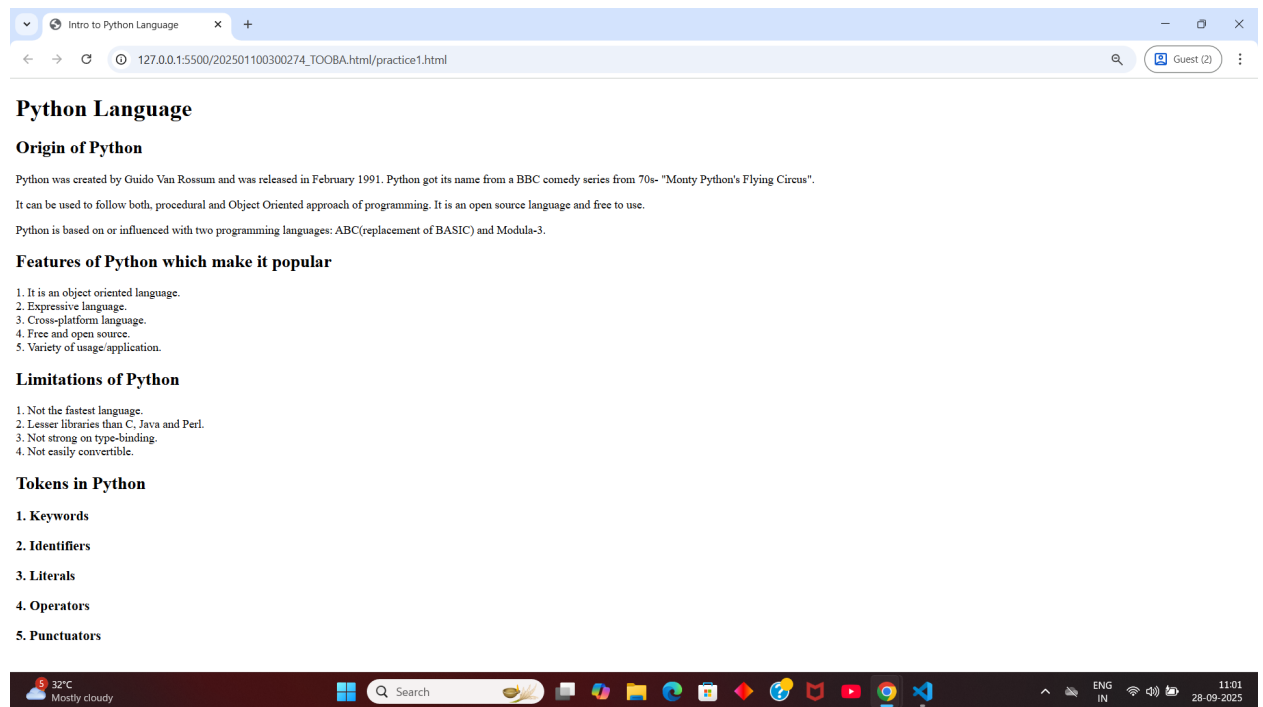 Intro to Python Language
127.0.0.1:5500/202501100300274_TOOBA.html/practice1.html
Guest (2)
Python Language
Origin of Python
Python was created by Guido Van Rossum and was released in February 1991. Python got its name from a BBC comedy series from 70s- "Monty Python's Flying Circus".
It can be used to follow both, procedural and Object Oriented approach of programming. It is an open source language and free to use.
Python is based on or influenced with two programming languages: ABC(replacement of BASIC) and Modula-3.
Features of Python which make it popular
1. It is an object oriented language.
2. Expressive language.
3. Cross-platform language.
4. Free and open source.
5. Variety of usage/application.
Limitations of Python
1. Not the fastest language.
2. Lesser libraries than C, Java and Perl.
3. Not strong on type-binding.
4. Not easily convertible.
Tokens in Python
1. Keywords
2. Identifiers
3. Literals
4. Operators
5. Punctuators
5
32°C
Mostly cloudy
Search
ENG
IN
11:01
28-09-2025